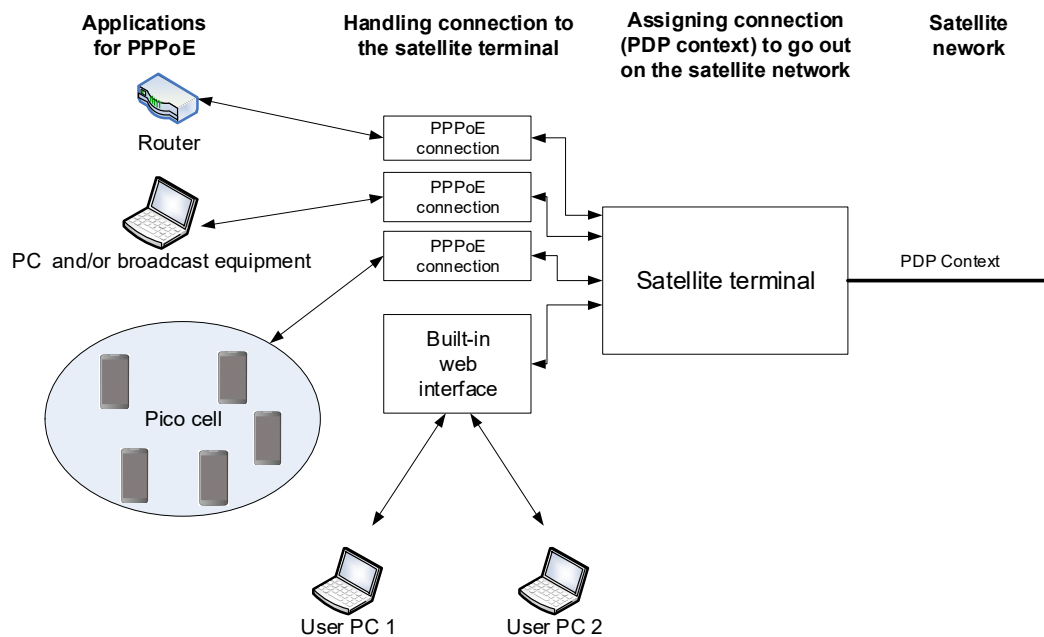 Applications
for PPPoE
Handling connection to
the satellite terminal
Assigning connection
(PDP context) to go out
on the satellite network
Satellite
nework
Router
PPPoE
connection
PC  and/or broadcast equipment
PPPoE
connection
PPPoE
connection
Satellite terminal
PDP Context
Pico cell
Built-in
web
interface
User PC 1
User PC 2